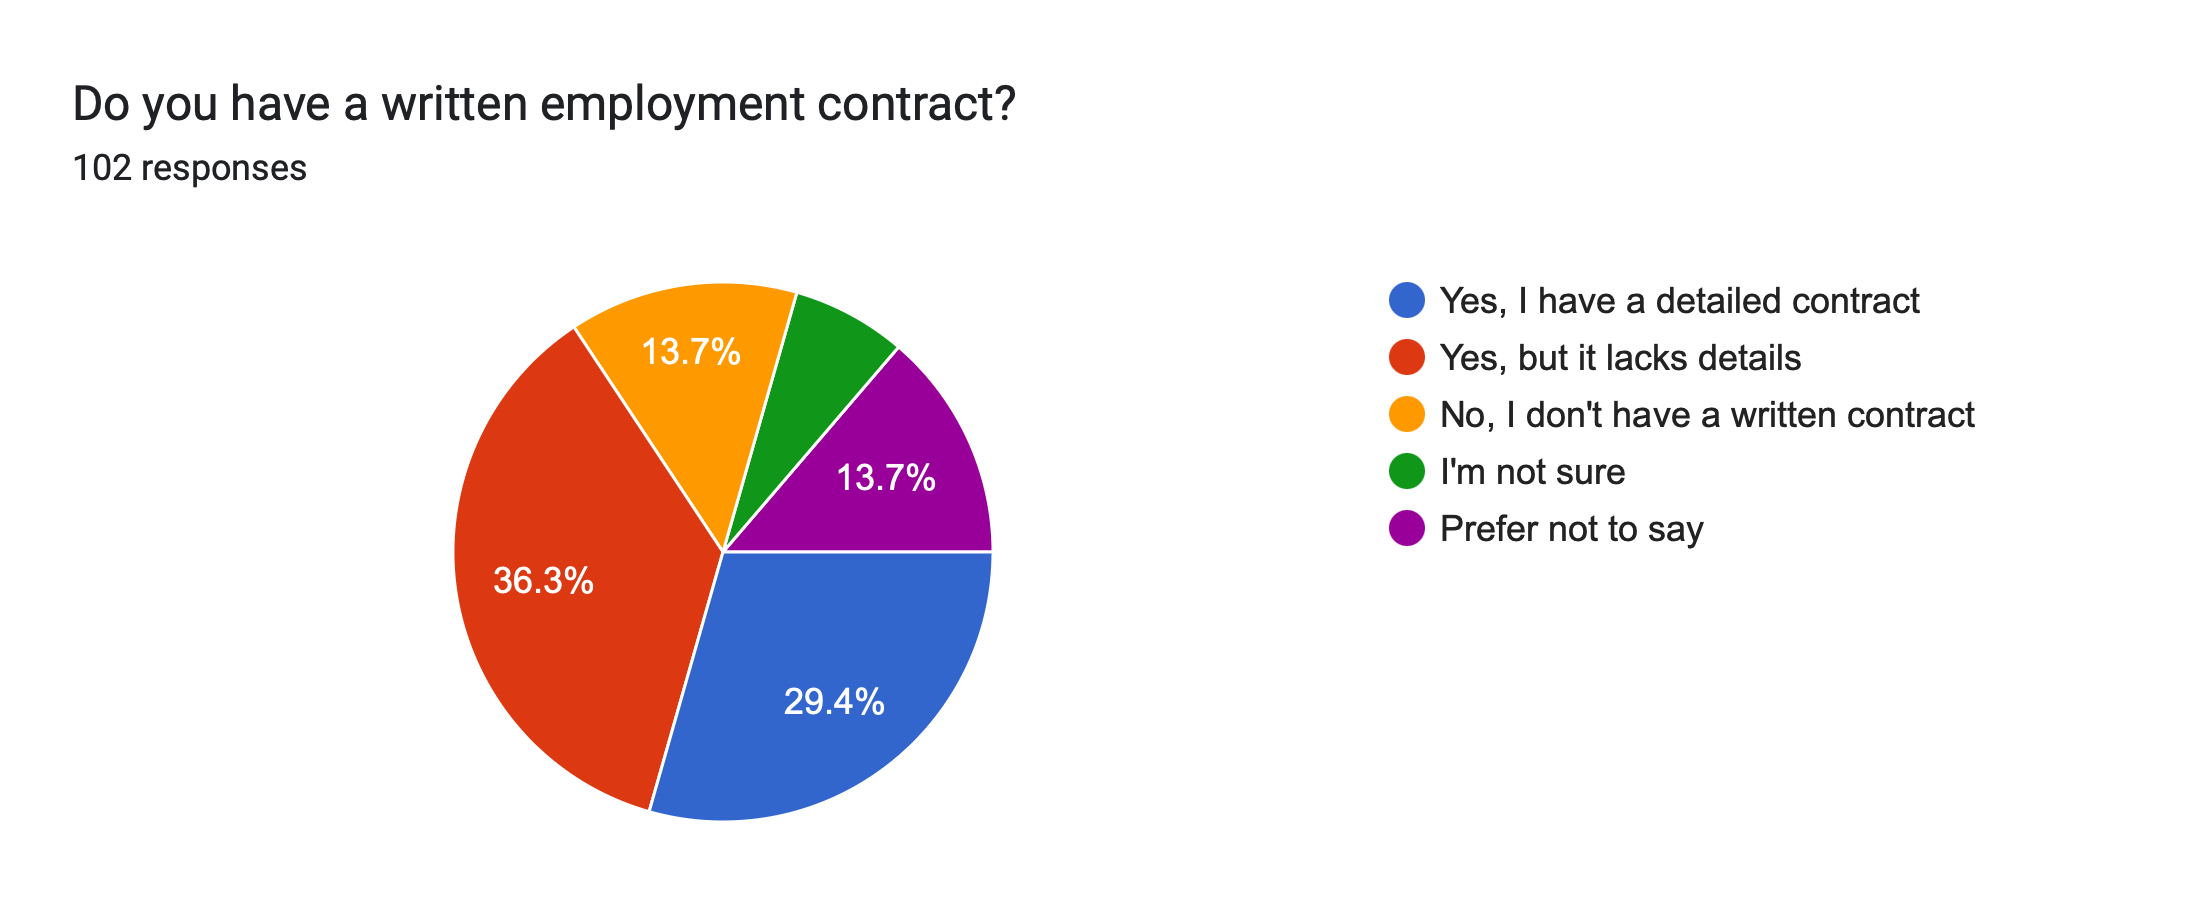 Do you have a written employment contract?
102 responses
13.7%
13.7%
36.3%
29.4%
Yes, I have a detailed contract
Yes, but it lacks details
No, I don't have a written contract
I'm not sure
Prefer not to say